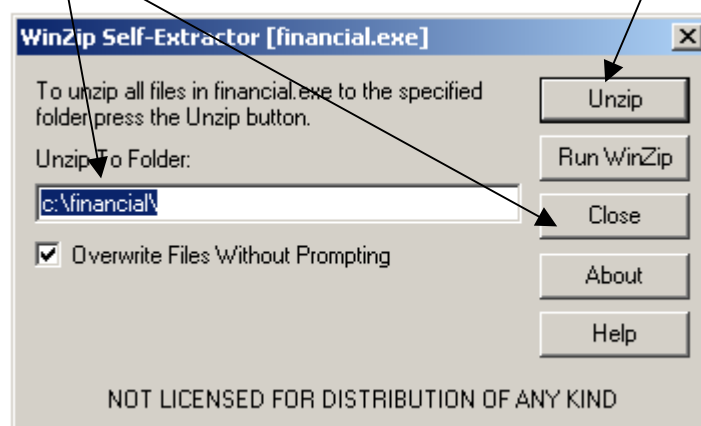 WinZip Self-Extractor [financial.exe]
To unzip all files in financial.exe to the specified
folder press the Unzip button.
Unzip To Folder:
c:\financial\
Overwrite Files Without Prompting
Unzip
Run WinZip
Close
About
Help
NOT LICENSED FOR DISTRIBUTION OF ANY KIND